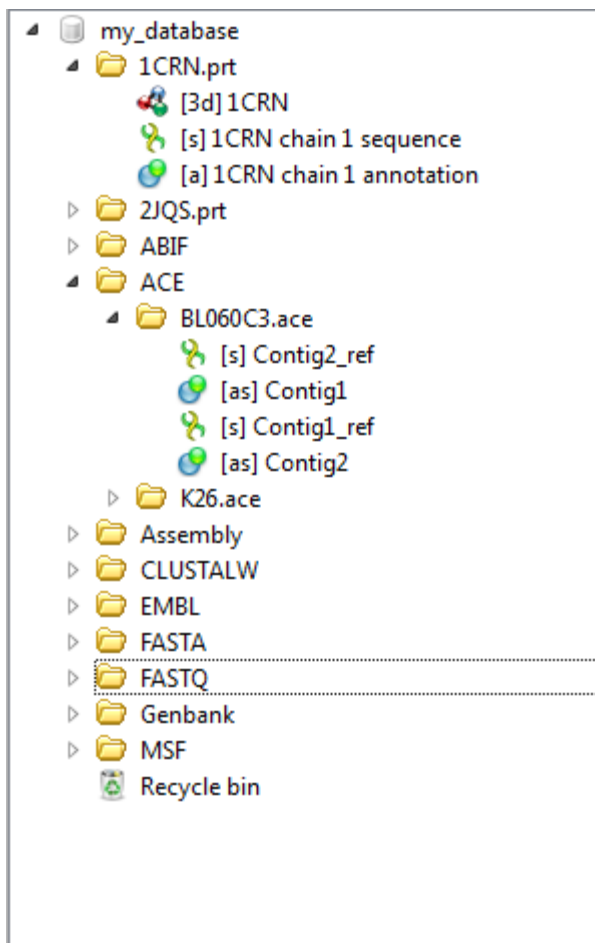 my_database
1CRN.prt
[3d] 1CRN
[s] 1CRN chain 1 sequence
[a] 1CRN chain 1 annotation
2JQS.prt
ABIF
ACE
BL060C3.ace
[s] Contig2_ref
[as] Contig1
[s] Contig1_ref
[as] Contig2
K26.ace
Assembly
CLUSTALW
EMBL
FASTA
FASTQ
Genbank
MSF
Recycle bin